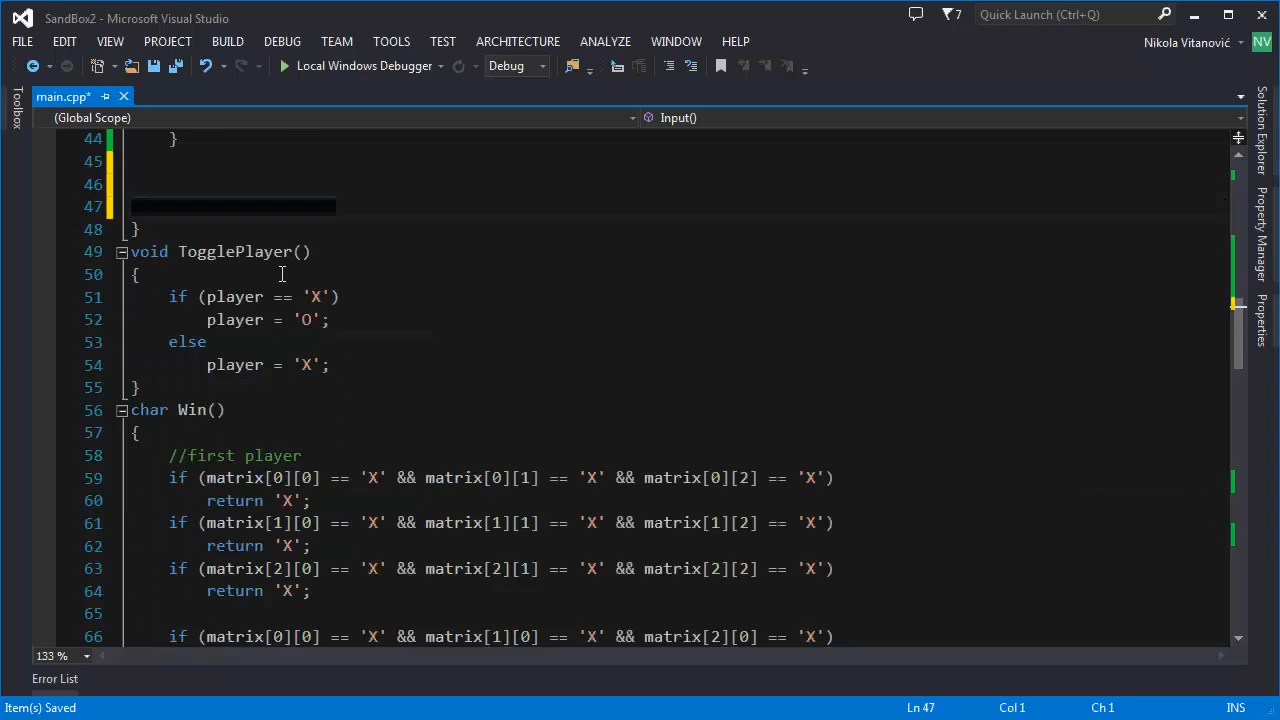 SandBox2 - Microsoft Visual Studio
7
Quick Launch (Ctrl+Q)
FILE EDIT VIEW PROJECT BUILD DEBUG TEAM TOOLS TEST ARCHITECTURE ANALYZE WINDOW HELP
Nikola Vitanović NV
Local Windows Debugger Debug
Toolbox
main.cpp*
(Global Scope) Input()
44 }
45
46
47
48 }
49 void TogglePlayer()
50 {
51 if (player == 'X')
52 player = 'O';
53 else
54 player = 'X';
55 }
56 char Win()
57 {
58 //first player
59 if (matrix[0][0] == 'X' && matrix[0][1] == 'X' && matrix[0][2] == 'X')
60 return 'X';
61 if (matrix[1][0] == 'X' && matrix[1][1] == 'X' && matrix[1][2] == 'X')
62 return 'X';
63 if (matrix[2][0] == 'X' && matrix[2][1] == 'X' && matrix[2][2] == 'X')
64 return 'X';
65
66 if (matrix[0][0] == 'X' && matrix[1][0] == 'X' && matrix[2][0] == 'X')
Solution Explorer
Property Manager
Properties
133 %
Error List
Item(s) Saved Ln 47 Col 1 Ch 1 INS